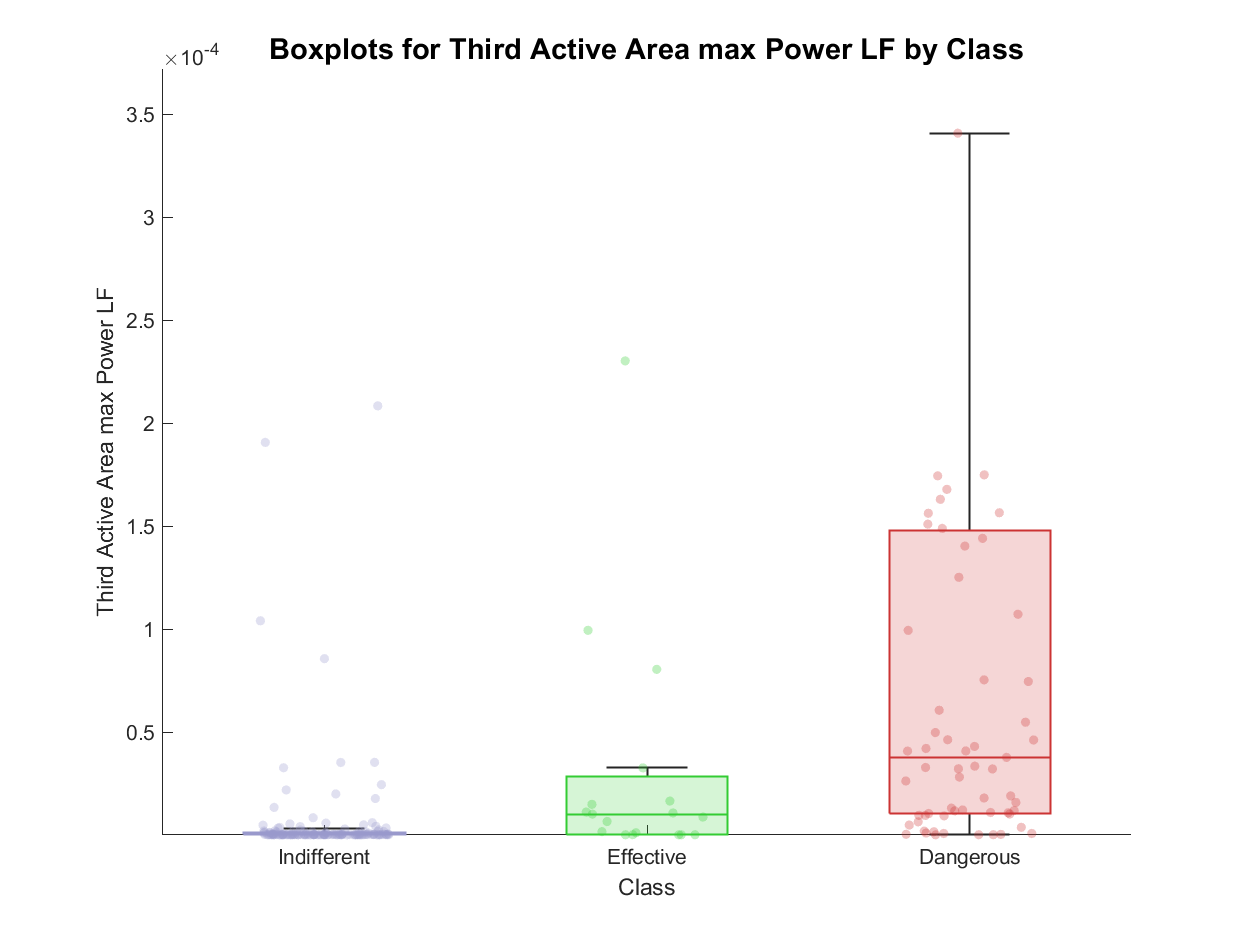 Boxplots for Third Active Area max Power LF by Class
×10-4
3.5
3
2.5
2
1.5
1
0.5
Third Active Area max Power LF
Indifferent
Effective
Dangerous
Class